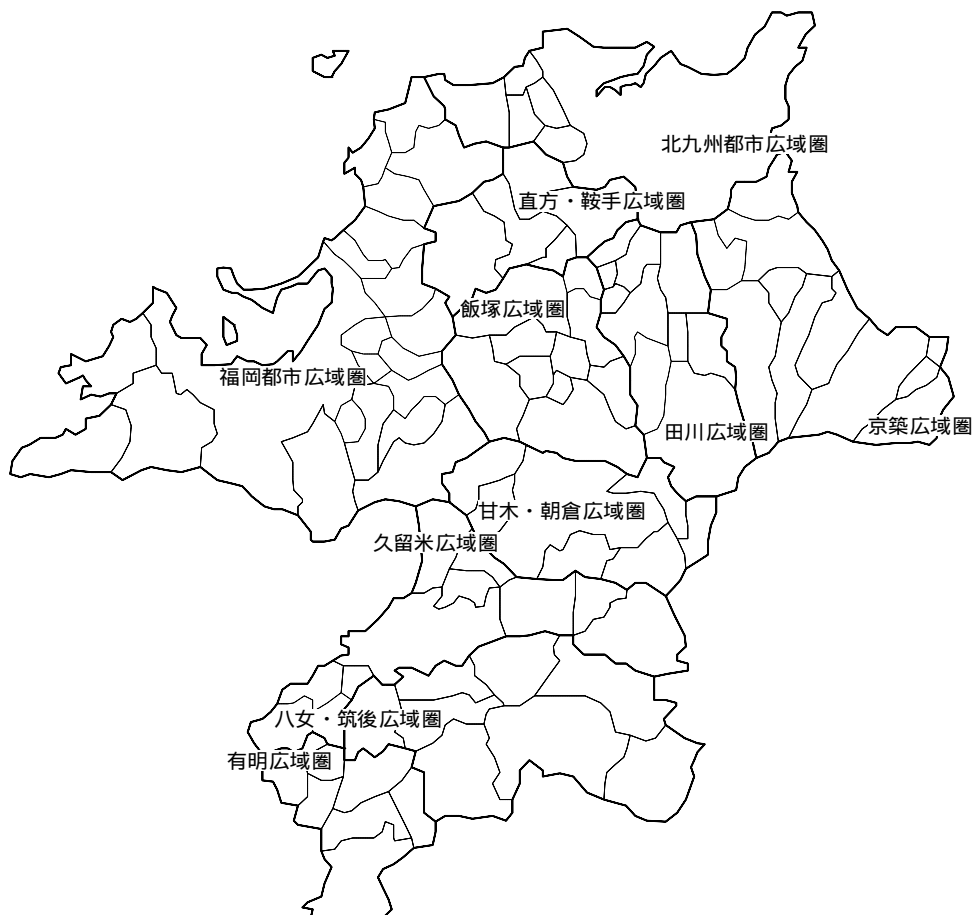 北九州都市広域圏
直方・鞍手広域圏
飯塚広域圏
福岡都市広域圏
京築広域圏
田川広域圏
甘木・朝倉広域圏
久留米広域圏
八女・筑後広域圏
有明広域圏